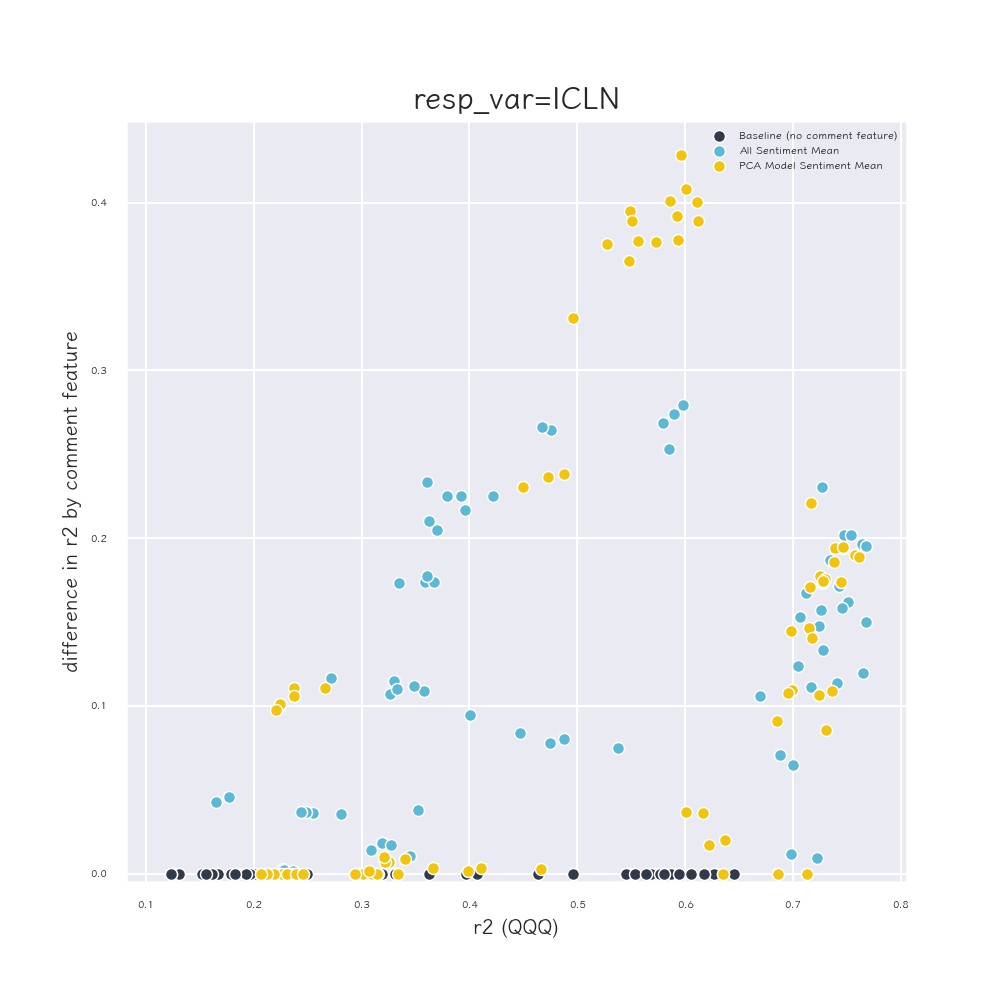 resp_var=ICLN
Baseline (no comment feature)
All Sentiment Mean
PCA Model Sentiment Mean
difference in r2 by comment feature
0.4
0.3
0.2
0.1
0.0
0.1 0.2 0.3 0.4 0.5 0.6 0.7 0.8
r2 (QQQ)